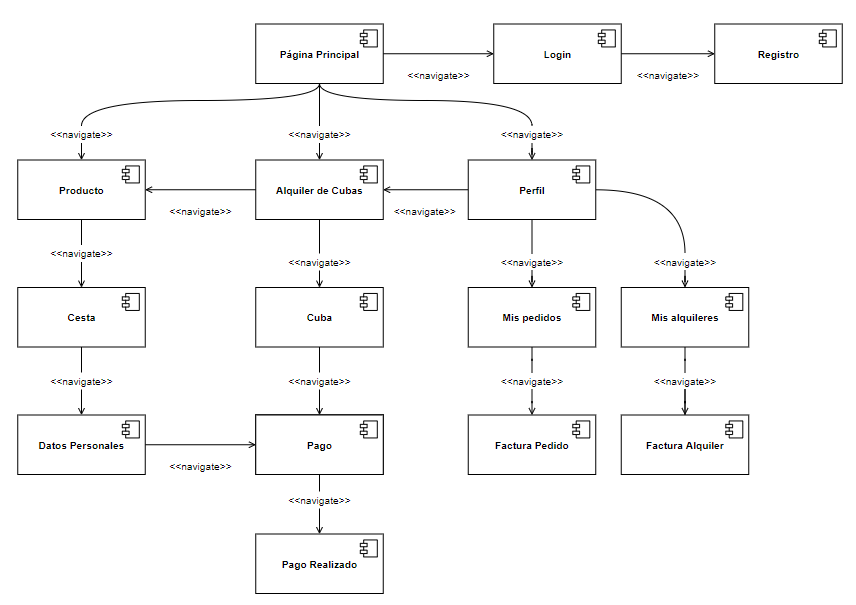 Página Principal
Login
Registro
<<navigate>>
<<navigate>>
<<navigate>>
<<navigate>>
<<navigate>>
Producto
Alquiler de Cubas
Perfil
<<navigate>>
<<navigate>>
<<navigate>>
<<navigate>>
<<navigate>>
<<navigate>>
Cesta
Cuba
Mis pedidos
Mis alquileres
<<navigate>>
<<navigate>>
<<navigate>>
<<navigate>>
Datos Personales
Pago
Factura Pedido
Factura Alquiler
<<navigate>>
<<navigate>>
Pago Realizado